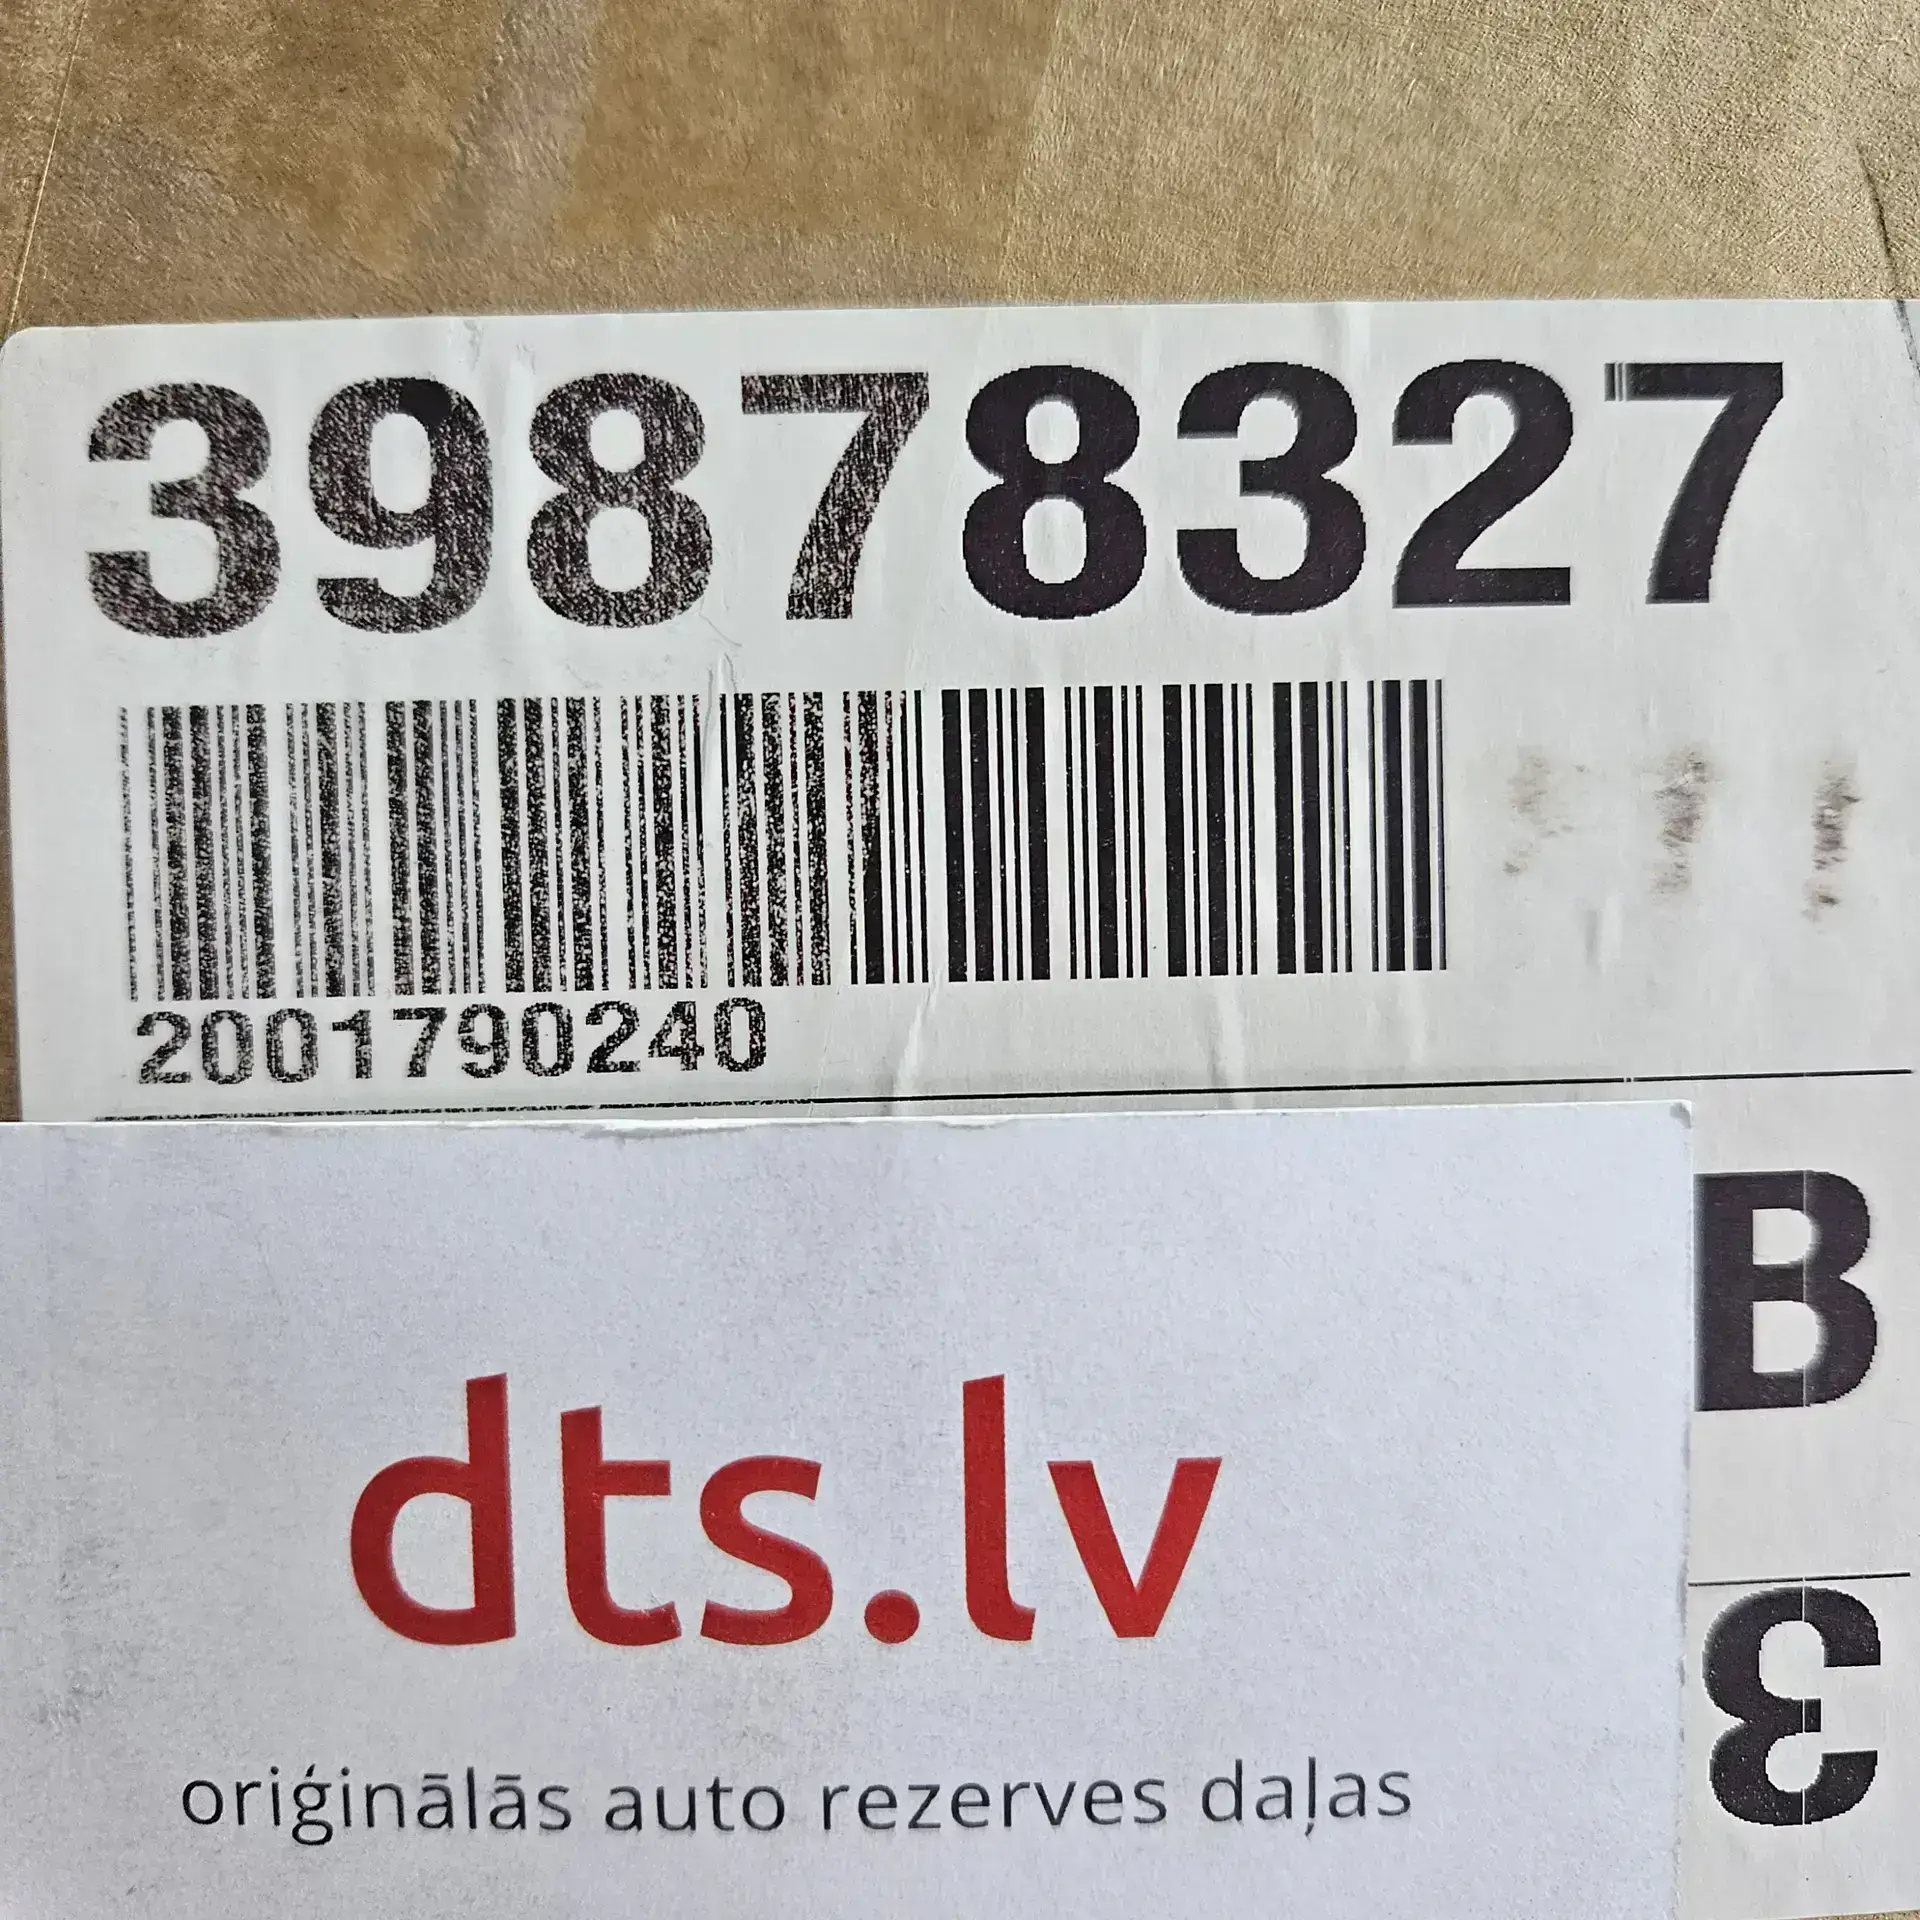 39878327
2001790240
B
3
dts.lv
oriģinālās auto rezerves daļas